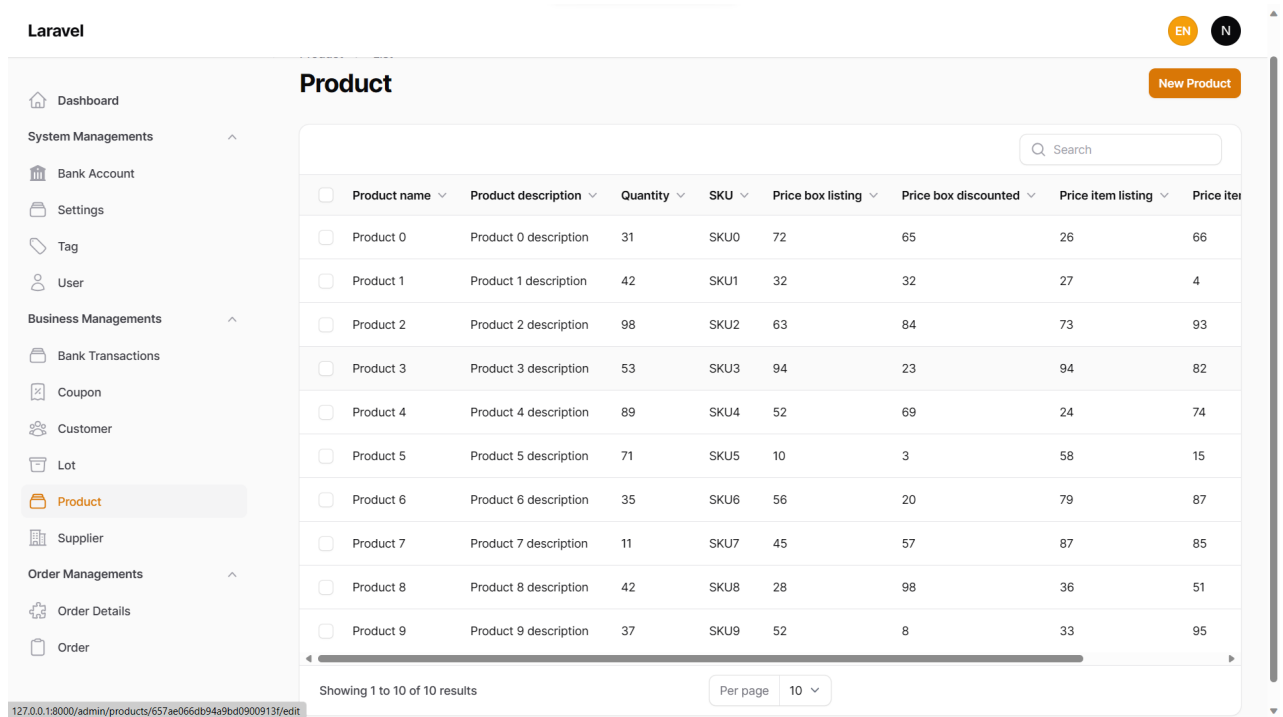 Laravel
EN
N
Product
New Product
Dashboard
System Managements
Bank Account
Settings
Tag
User
Business Managements
Bank Transactions
Coupon
Customer
Lot
Product
Supplier
Order Managements
Order Details
Order
Search
Product name Product description Quantity SKU Price box listing Price box discounted Price item listing Price iter
Product 0 Product 0 description 31 SKU0 72 65 26 66
Product 1 Product 1 description 42 SKU1 32 32 27 4
Product 2 Product 2 description 98 SKU2 63 84 73 93
Product 3 Product 3 description 53 SKU3 94 23 94 82
Product 4 Product 4 description 89 SKU4 52 69 24 74
Product 5 Product 5 description 71 SKU5 10 3 58 15
Product 6 Product 6 description 35 SKU6 56 20 79 87
Product 7 Product 7 description 11 SKU7 45 57 87 85
Product 8 Product 8 description 42 SKU8 28 98 36 51
Product 9 Product 9 description 37 SKU9 52 8 33 95
Showing 1 to 10 of 10 results
Per page 10
127.0.0.1:8000/admin/products/657ae066db94a9bd0900913f/edit